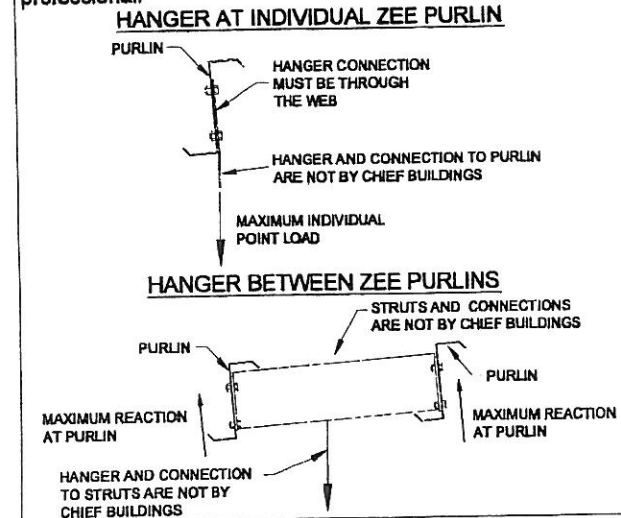 professional.
HANGER AT INDIVIDUAL ZEE PURLIN
PURLIN
HANGER CONNECTION
MUST BE THROUGH
THE WEB
HANGER AND CONNECTION TO PURLIN
ARE NOT BY CHIEF BUILDINGS
MAXIMUM INDIVIDUAL
POINT LOAD
HANGER BETWEEN ZEE PURLINS
STRUTS AND CONNECTIONS
ARE NOT BY CHIEF BUILDINGS
PURLIN
PURLIN
MAXIMUM REACTION
AT PURLIN
MAXIMUM REACTION
AT PURLIN
HANGER AND CONNECTION
TO STRUTS ARE NOT BY
CHIEF BUILDINGS